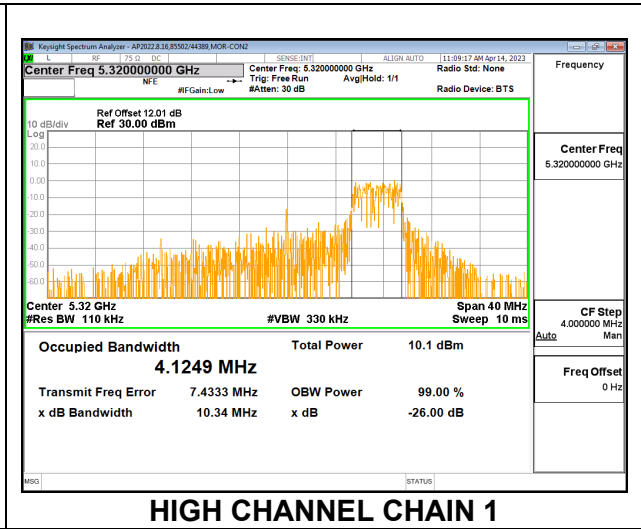 Keysight Spectrum Analyzer - AP2022.8.16,85502/44389,MOR-CON2
L RF 75 Ω DC SENSE:INT ALIGN AUTO 11:09:17 AM Apr 14, 2023
Center Freq 5.320000000 GHz
NFE
#IFGain:Low
Center Freq: 5.320000000 GHz
Trig: Free Run Avg|Hold: 1/1
#Atten: 30 dB
Radio Std: None
Radio Device: BTS
Frequency
Ref Offset 12.01 dB
10 dB/div Ref 30.00 dBm
Log
20.0
10.0
0.00
-10.0
-20.0
-30.0
-40.0
-50.0
-60.0
Center Freq
5.320000000 GHz
Center 5.32 GHz Span 40 MHz
#Res BW 110 kHz #VBW 330 kHz Sweep 10 ms
CF Step
4.000000 MHz
Auto Man
Occupied Bandwidth Total Power 10.1 dBm
4.1249 MHz
Freq Offset
0 Hz
Transmit Freq Error 7.4333 MHz OBW Power 99.00 %
x dB Bandwidth 10.34 MHz x dB -26.00 dB
MSG STATUS
HIGH CHANNEL CHAIN 1